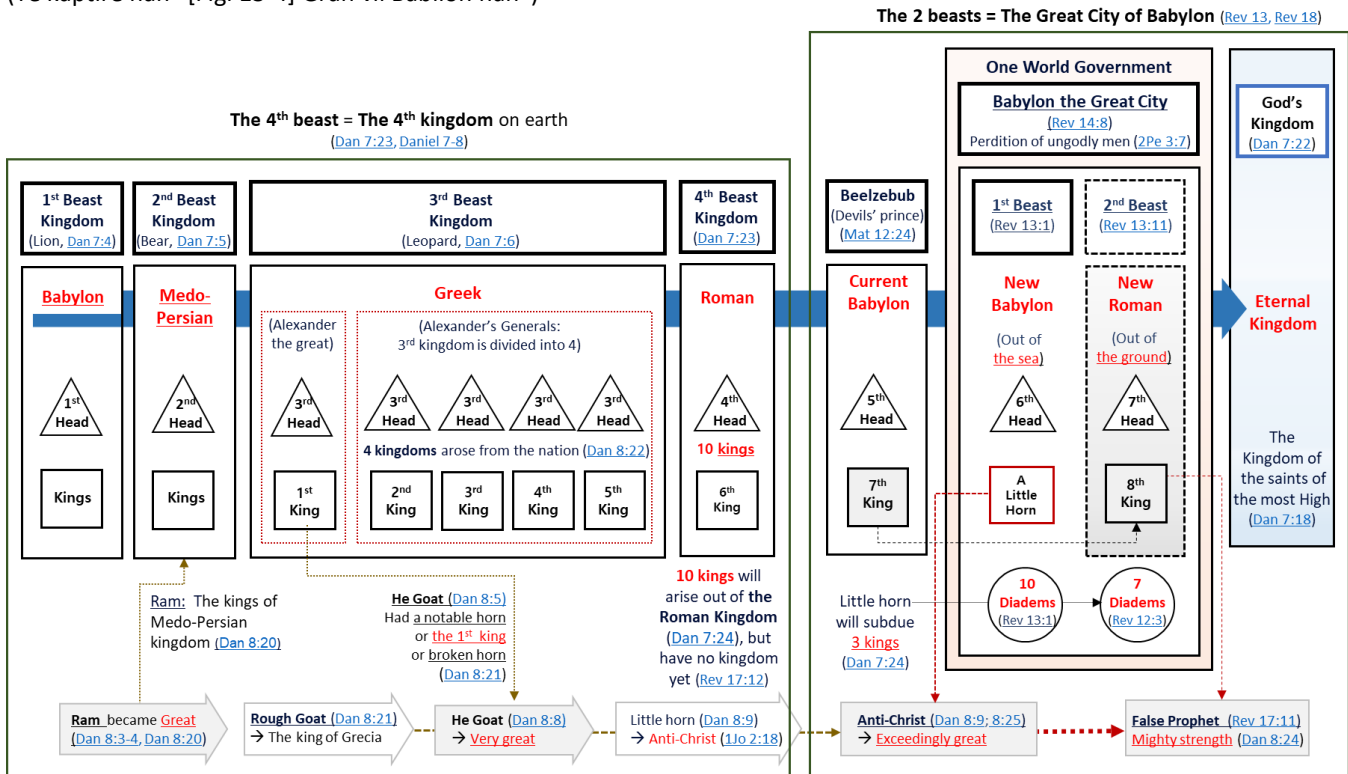 The 2 beasts = The Great City of Babylon (Rev 13, Rev 18)
The 4th beast = The 4th kingdom on earth
(Dan 7:23, Daniel 7-8)
1st Beast
Kingdom
(Lion, Dan 7:4)
2nd Beast
Kingdom
(Bear, Dan 7:5)
3rd Beast
Kingdom
(Leopard, Dan 7:6)
4th Beast
Kingdom
(Dan 7:23)
Babylon
Medo-
Persian
Greek
Roman
(Alexander
the great)
(Alexander’s Generals:
3rd kingdom is divided into 4)
1st
Head
2nd
Head
3rd
Head
3rd
Head
3rd
Head
3rd
Head
3rd
Head
4th
Head
4 kingdoms arose from the nation (Dan 8:22)
10 kings
Kings
Kings
1st
King
2nd
King
3rd
King
4th
King
5th
King
6th
King
Ram: The kings of
Medo-Persian
kingdom (Dan 8:20)
He Goat (Dan 8:5)
Had a notable horn
or the 1st king
or broken horn
(Dan 8:21)
10 kings will
arise out of the
Roman Kingdom
(Dan 7:24), but
have no kingdom
yet (Rev 17:12)
Ram became Great
(Dan 8:3-4, Dan 8:20)
Rough Goat (Dan 8:21)
→ The king of Grecia
He Goat (Dan 8:8)
→ Very great
Little horn (Dan 8:9)
→ Anti-Christ (1Jo 2:18)
One World Government
Babylon the Great City
(Rev 14:8)
Perdition of ungodly men (2Pe 3:7)
God’s
Kingdom
(Dan 7:22)
Beelzebub
(Devils’ prince)
(Mat 12:24)
1st Beast
(Rev 13:1)
2nd Beast
(Rev 13:11)
Current
Babylon
New
Babylon
New
Roman
Eternal
Kingdom
(Out of
the sea)
(Out of
the ground)
5th
Head
6th
Head
7th
Head
7th
King
A
Little
Horn
8th
King
The
Kingdom of
the saints of
the most High
(Dan 7:18)
Little horn
will subdue
3 kings
(Dan 7:24)
10
Diadems
(Rev 13:1)
7
Diadems
(Rev 12:3)
Anti-Christ (Dan 8:9; 8:25)
→ Exceedingly great
False Prophet (Rev 17:11)
Mighty strength (Dan 8:24)